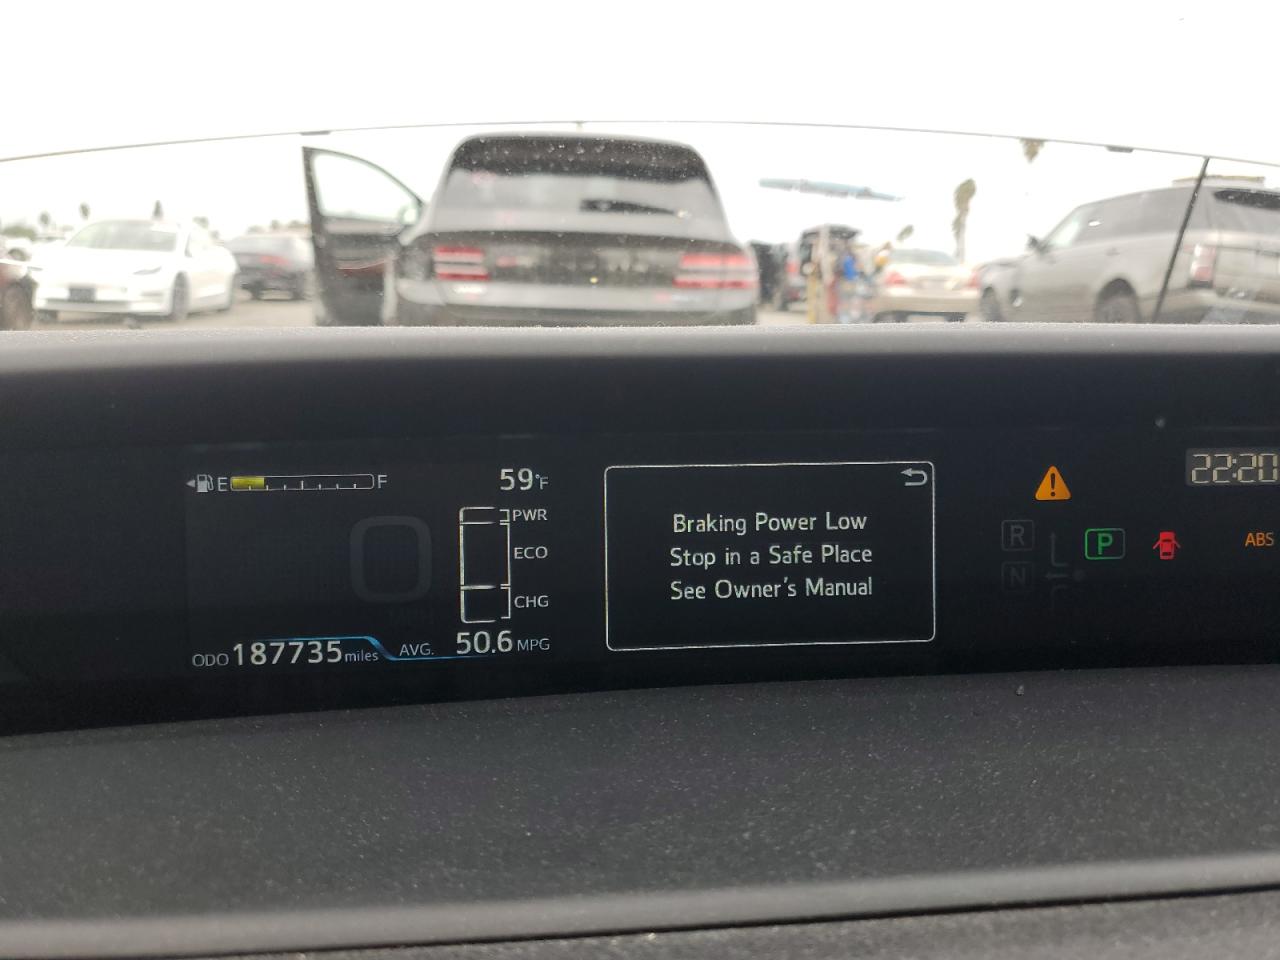 E F
59°F
PWR
ECO
CHG
0
ODO 187735 miles
AVG. 50.6 MPG
Braking Power Low
Stop in a Safe Place
See Owner's Manual
!
R
N
P
22:20
ABS